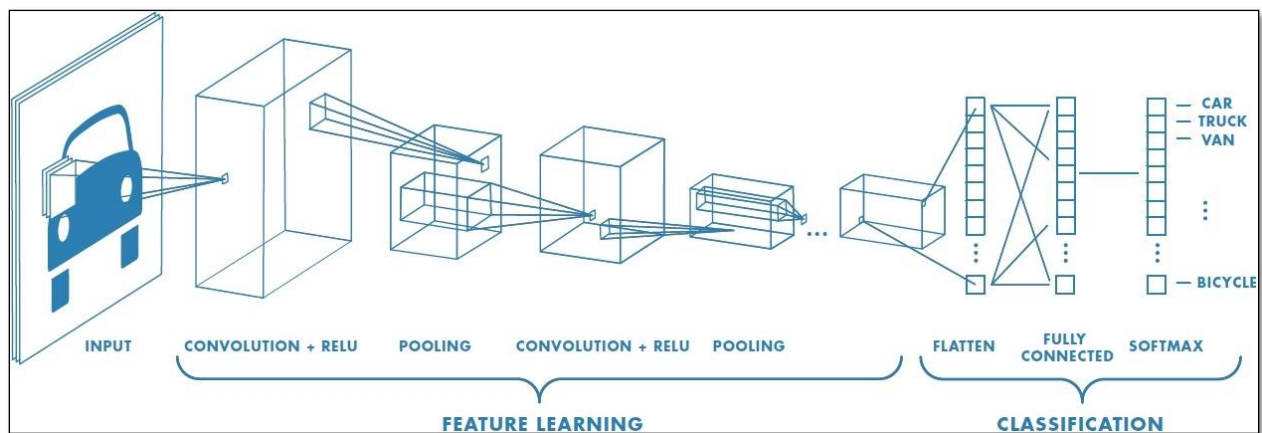 CAR
TRUCK
VAN
BICYCLE
INPUT
CONVOLUTION + RELU
POOLING
CONVOLUTION + RELU
POOLING
FLATTEN
FULLY
CONNECTED
SOFTMAX
FEATURE LEARNING
CLASSIFICATION